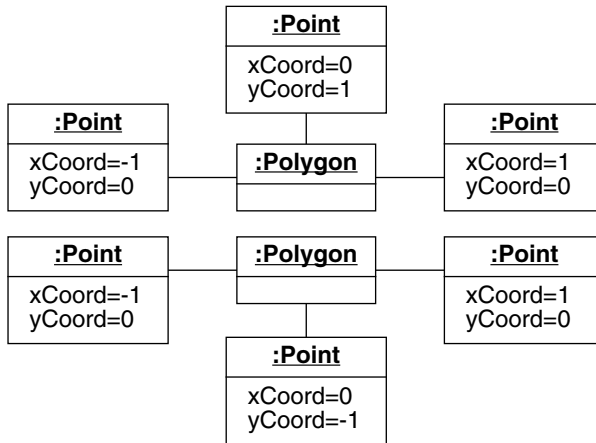 :Point
xCoord=0
yCoord=1
:Point
xCoord=-1
yCoord=0
:Polygon
:Point
xCoord=1
yCoord=0
:Point
xCoord=-1
yCoord=0
:Polygon
:Point
xCoord=1
yCoord=0
:Point
xCoord=0
yCoord=-1